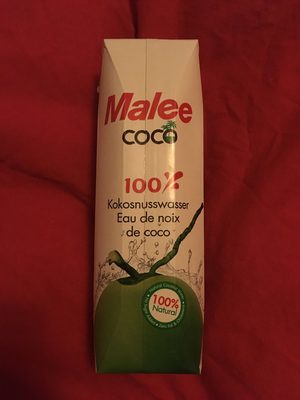 Malee
COCO
100%
Kokosnusswasser
Eau de noix
de coco
100%
Natural